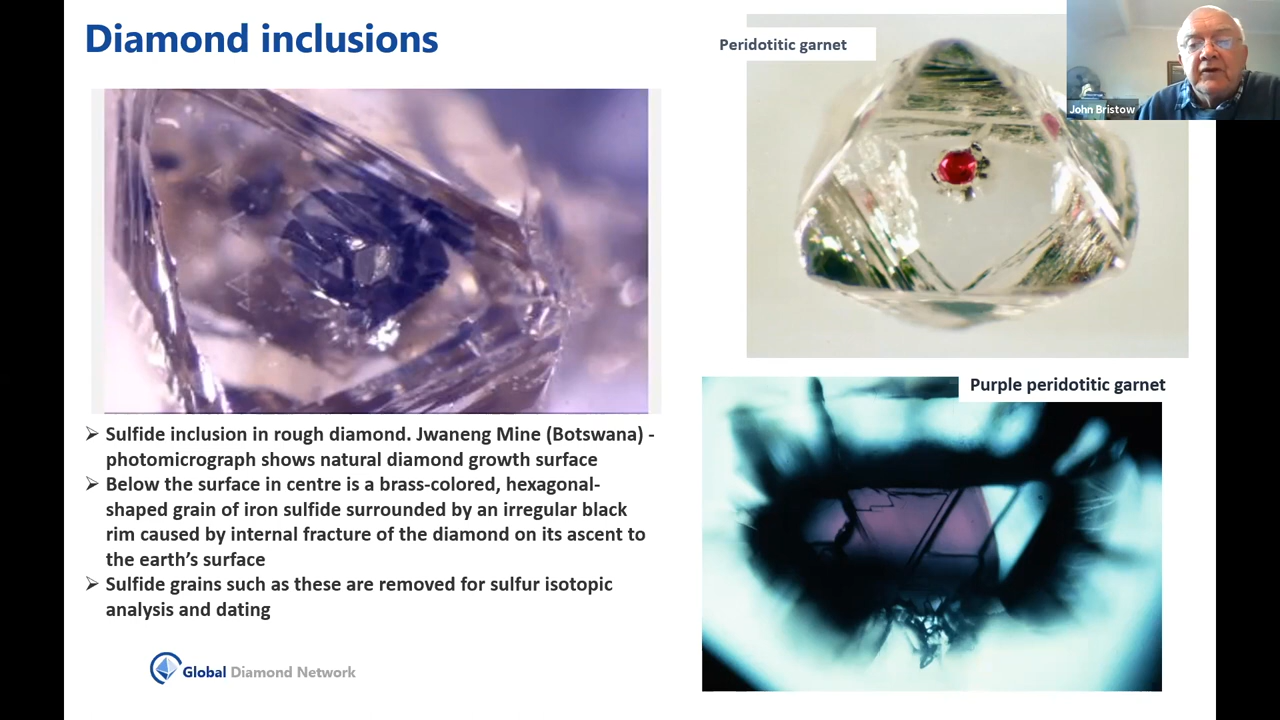 Diamond inclusions
Peridotitic garnet
John Bristow
Purple peridotitic garnet
➢ Sulfide inclusion in rough diamond. Jwaneng Mine (Botswana) -
photomicrograph shows natural diamond growth surface
➢ Below the surface in centre is a brass-colored, hexagonal-
shaped grain of iron sulfide surrounded by an irregular black
rim caused by internal fracture of the diamond on its ascent to
the earth’s surface
➢ Sulfide grains such as these are removed for sulfur isotopic
analysis and dating
Global Diamond Network